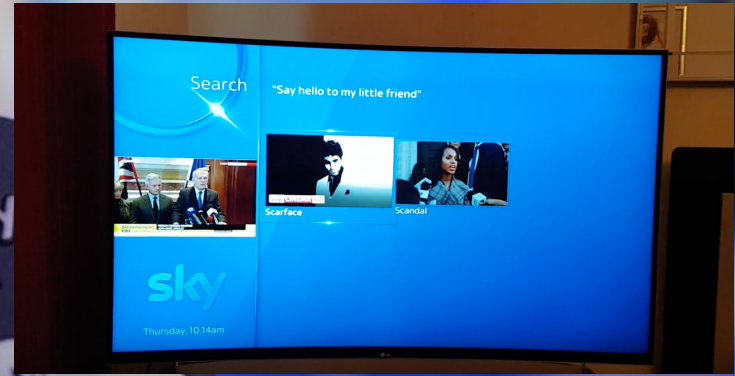 Search
"Say hello to my little friend"
Scarface
Scandal
sky
Thursday, 10.14am
LG